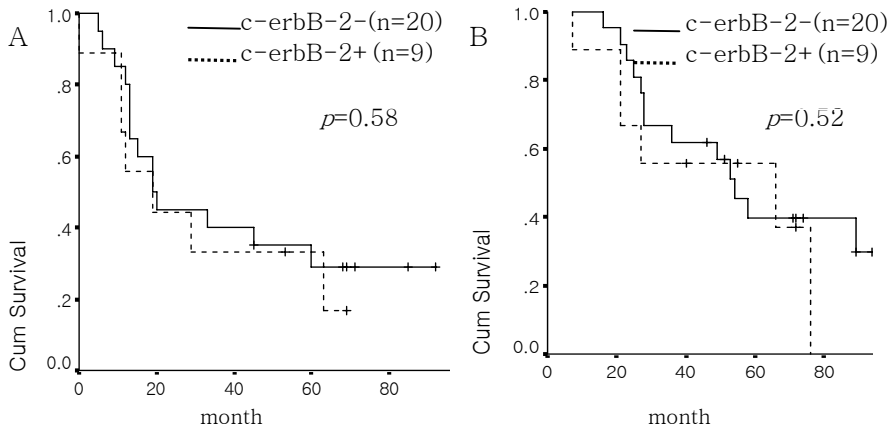 A
c-erbB-2-(n=20)
c-erbB-2+(n=9)
p=0.58
1.0
.8
.6
.4
.2
0.0
Cum Survival
0 20 40 60 80
month
B
c-erbB-2-(n=20)
c-erbB-2+(n=9)
p=0.52
1.0
.8
.6
.4
.2
0.0
Cum Survival
0 20 40 60 80
month